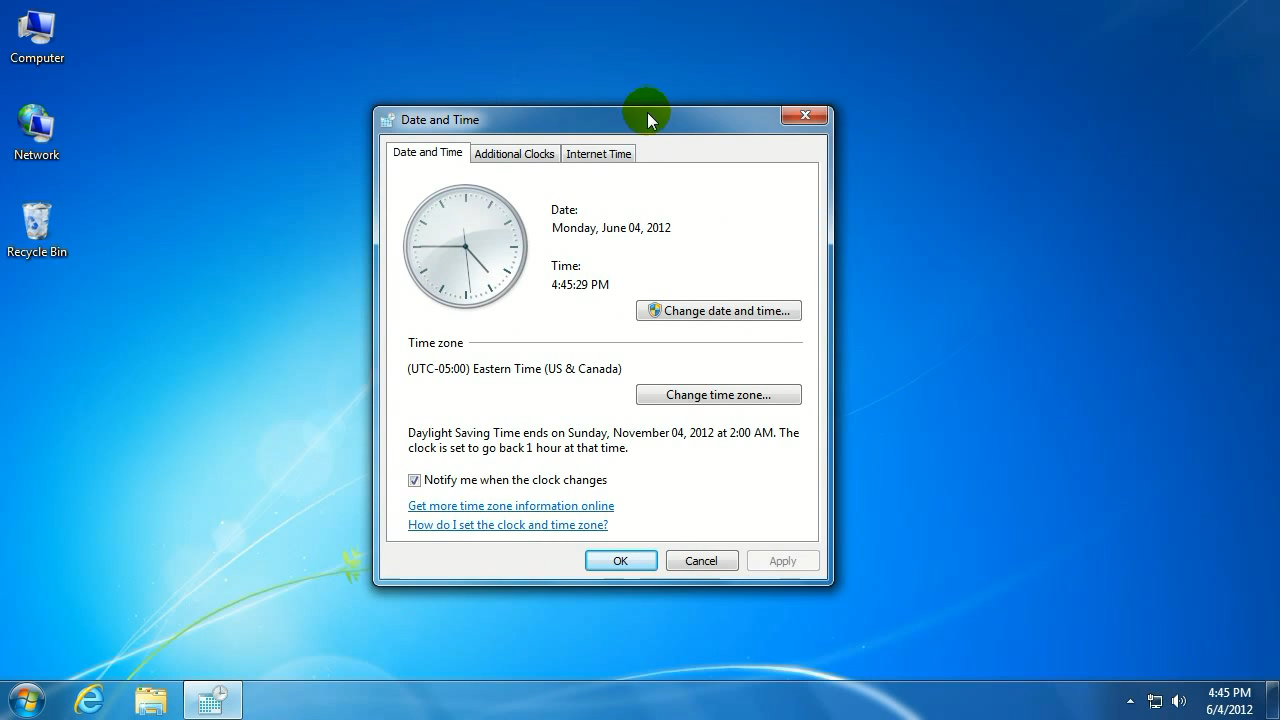 Computer
Network
Recycle Bin
Date and Time
Date and Time
Additional Clocks
Internet Time
Date:
Monday, June 04, 2012
Time:
4:45:29 PM
Change date and time...
Time zone
(UTC-05:00) Eastern Time (US & Canada)
Change time zone...
Daylight Saving Time ends on Sunday, November 04, 2012 at 2:00 AM. The
clock is set to go back 1 hour at that time.
Notify me when the clock changes
Get more time zone information online
How do I set the clock and time zone?
OK
Cancel
Apply
4:45 PM
6/4/2012